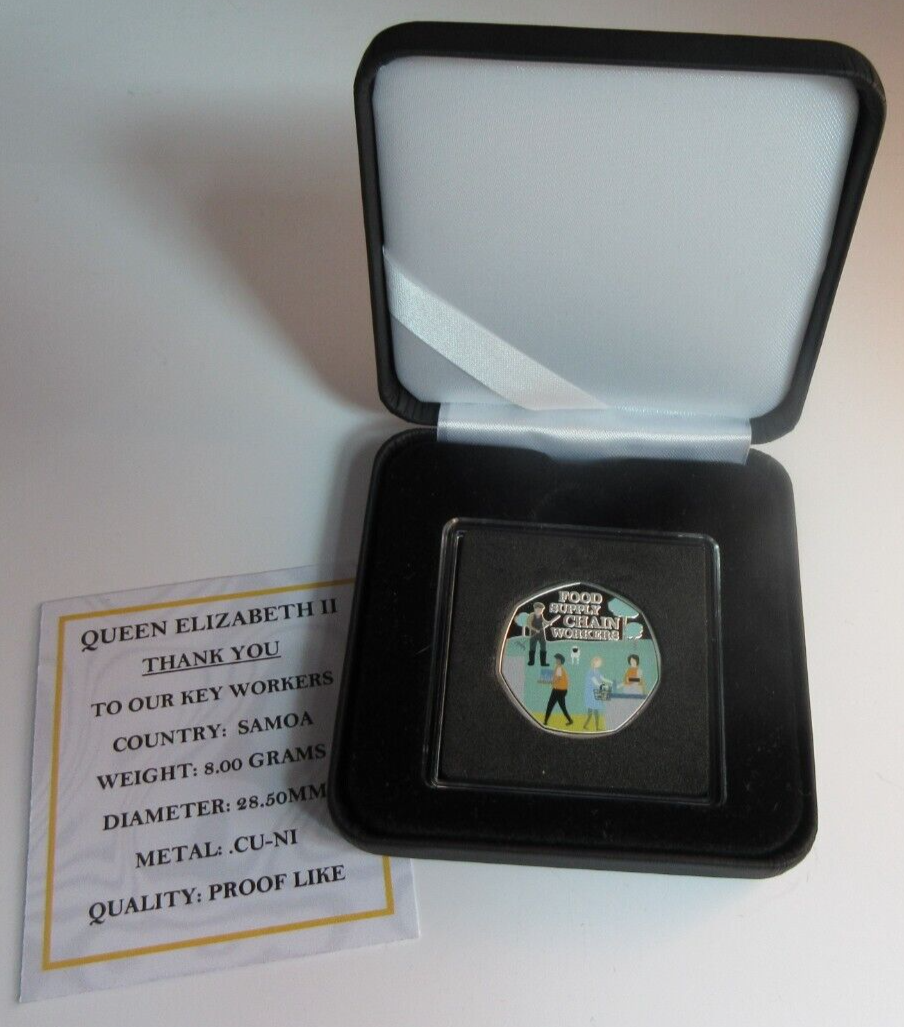 FOOD
SUPPLY
CHAIN
WORKERS
QUEEN ELIZABETH II
THANK YOU
TO OUR KEY WORKERS
COUNTRY: SAMOA
WEIGHT: 8.00 GRAMS
DIAMETER: 28.50MM
METAL: .CU-NI
QUALITY: PROOF LIKE